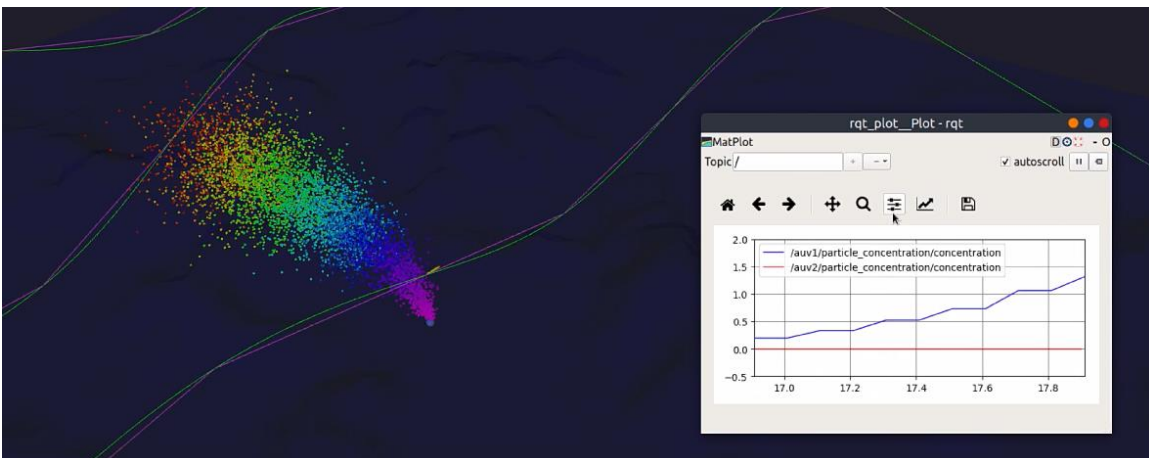 rqt_plot__Plot - rqt
MatPlot
D
- O
Topic /
autoscroll
2.0
1.5
1.0
0.5
0.0
−0.5
/auv1/particle_concentration/concentration
/auv2/particle_concentration/concentration
17.0 17.2 17.4 17.6 17.8